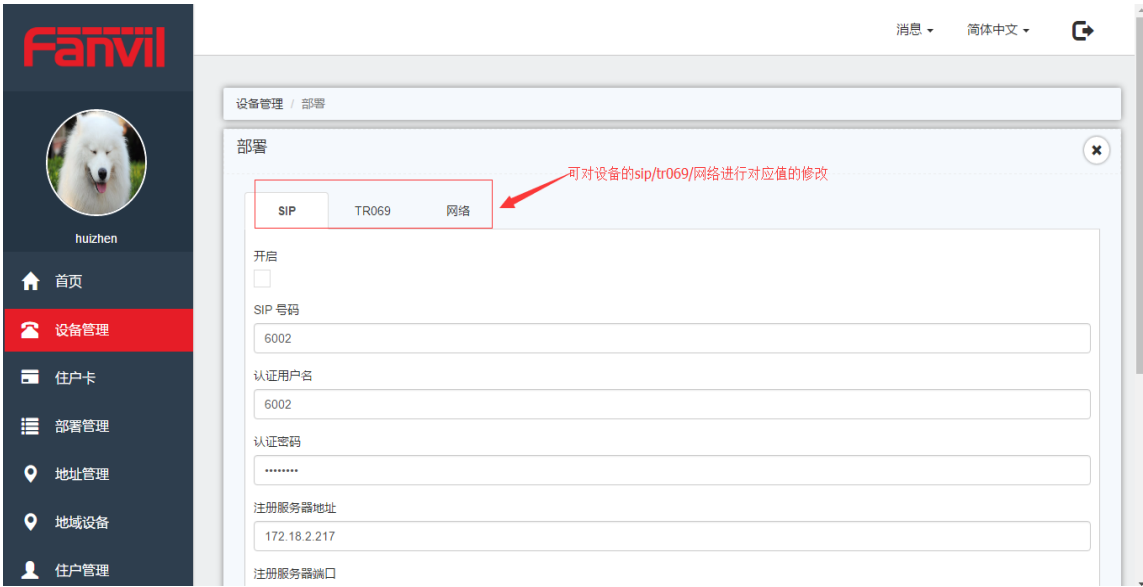 Fanvil
消息
简体中文
huizhen
首页
设备管理
住户卡
部署管理
地址管理
地域设备
住户管理
设备管理 / 部署
部署
可对设备的sip/tr069/网络进行对应值的修改
SIP TR069 网络
开启
SIP 号码
6002
认证用户名
6002
认证密码
••••••••
注册服务器地址
172.18.2.217
注册服务器端口